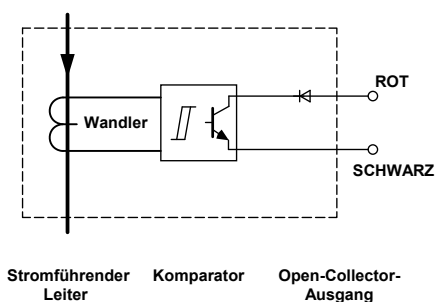 ROT
Wandler
SCHWARZ
Stromführender Leiter
Komparator
Open-Collector-
Ausgang